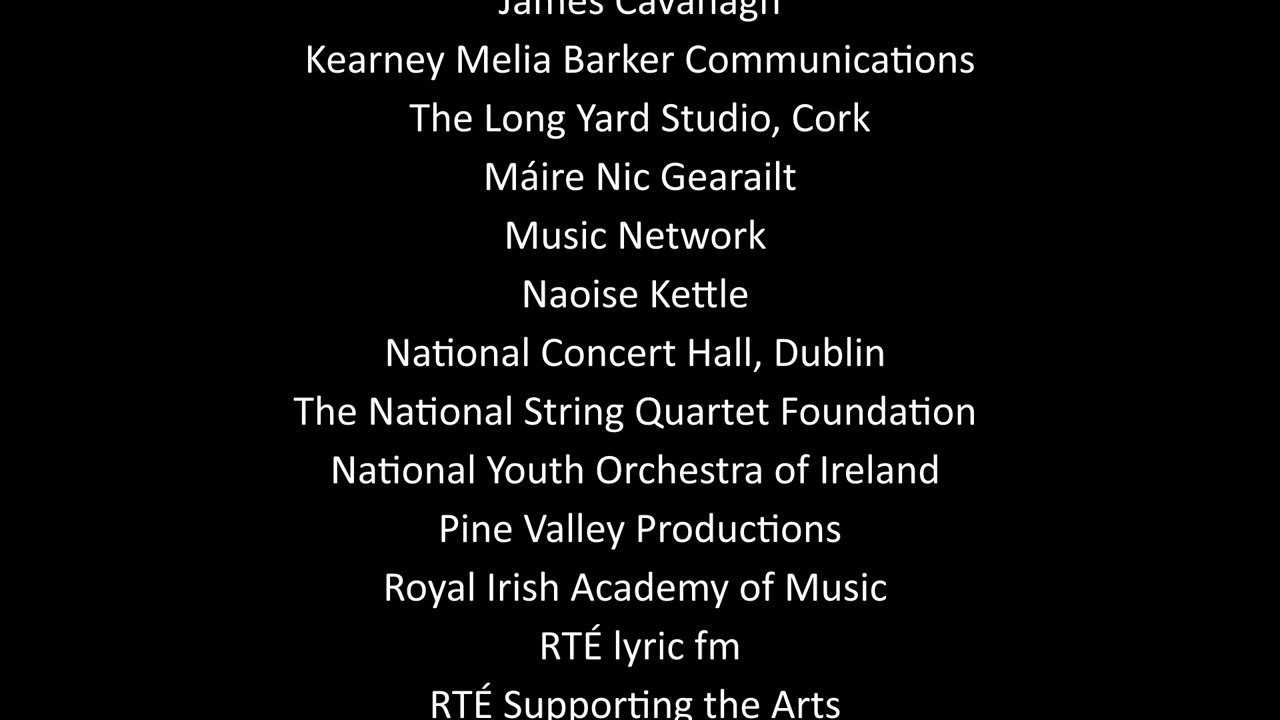 James Cavanagh
Kearney Melia Barker Communications
The Long Yard Studio, Cork
Máire Nic Gearailt
Music Network
Naoise Kettle
National Concert Hall, Dublin
The National String Quartet Foundation
National Youth Orchestra of Ireland
Pine Valley Productions
Royal Irish Academy of Music
RTÉ lyric fm
RTÉ Supporting the Arts